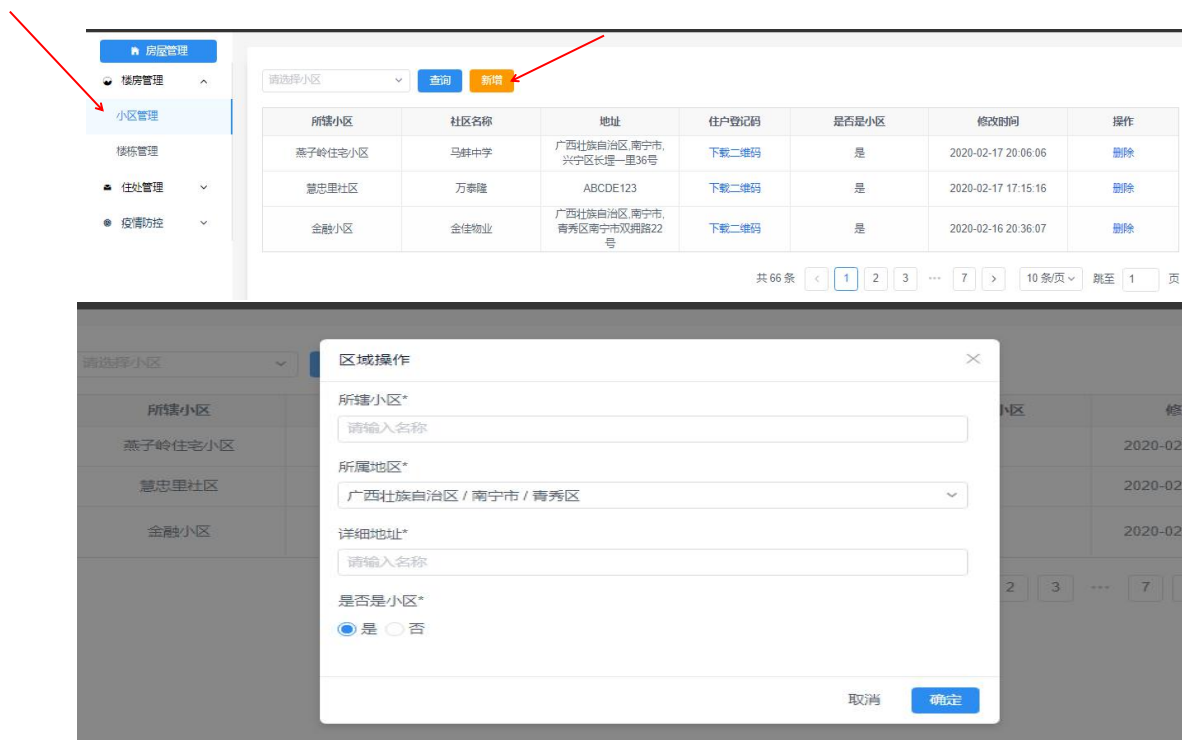 房屋管理
楼房管理
小区管理
楼栋管理
住处管理
疫情防控
请选择小区 查询 新增
所辖小区 社区名称 地址 住户登记码 是否是小区 修改时间 操作
燕子岭住宅小区 马蚌中学 广西壮族自治区,南宁市,
兴宁区长堽一里36号 下载二维码 是 2020-02-17 20:06:06 删除
慧忠里社区 万泰隆 ABCDE123 下载二维码 是 2020-02-17 17:15:16 删除
金融小区 金佳物业 广西壮族自治区,南宁市,
青秀区南宁市双拥路22
号 下载二维码 是 2020-02-16 20:36:07 删除
共 66 条 < 1 2 3 ··· 7 > 10 条/页 跳至 1 页
请选择小区
区域操作
所辖小区*
请输入名称
所属地区*
广西壮族自治区 / 南宁市 / 青秀区
详细地址*
请输入名称
是否是小区*
是 否
取消 确定
所辖小区 小区 修
燕子岭住宅小区 2020-02
慧忠里社区 2020-02
金融小区 2020-02
2 3 ··· 7